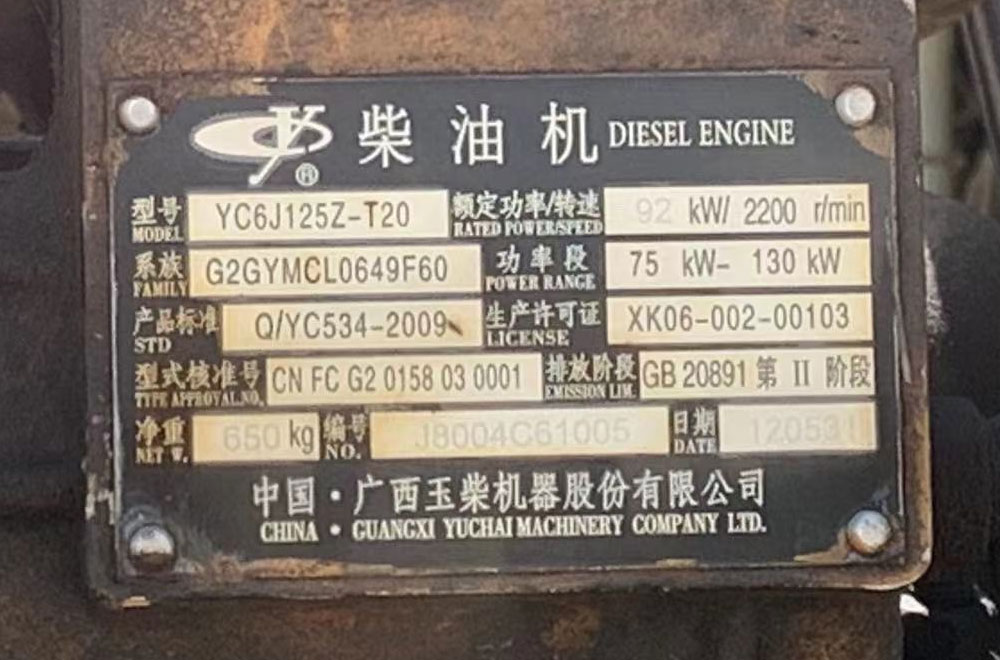 柴油机 DIESEL ENGINE
®
型号 YC6J125Z-T20 额定功率/转速 92 kW/ 2200 r/min
MODEL RATED POWER/SPEED
系族 G2GYMCL0649F60 功率段 75 kW- 130 kW
FAMILY POWER RANGE
产品标准 Q/YC534-2009 生产许可证 XK06-002-00103
STD LICENSE
型式核准号 CN FC G2 0158 03 0001 排放阶段 GB 20891 第 II 阶段
TYPE APPROVAL.NO. EMISSION LIM.
净重 650 kg 编号 J8004C61005 日期 120531
NET W. NO. DATE
中国·广西玉柴机器股份有限公司
CHINA · GUANGXI YUCHAI MACHINERY COMPANY LTD.